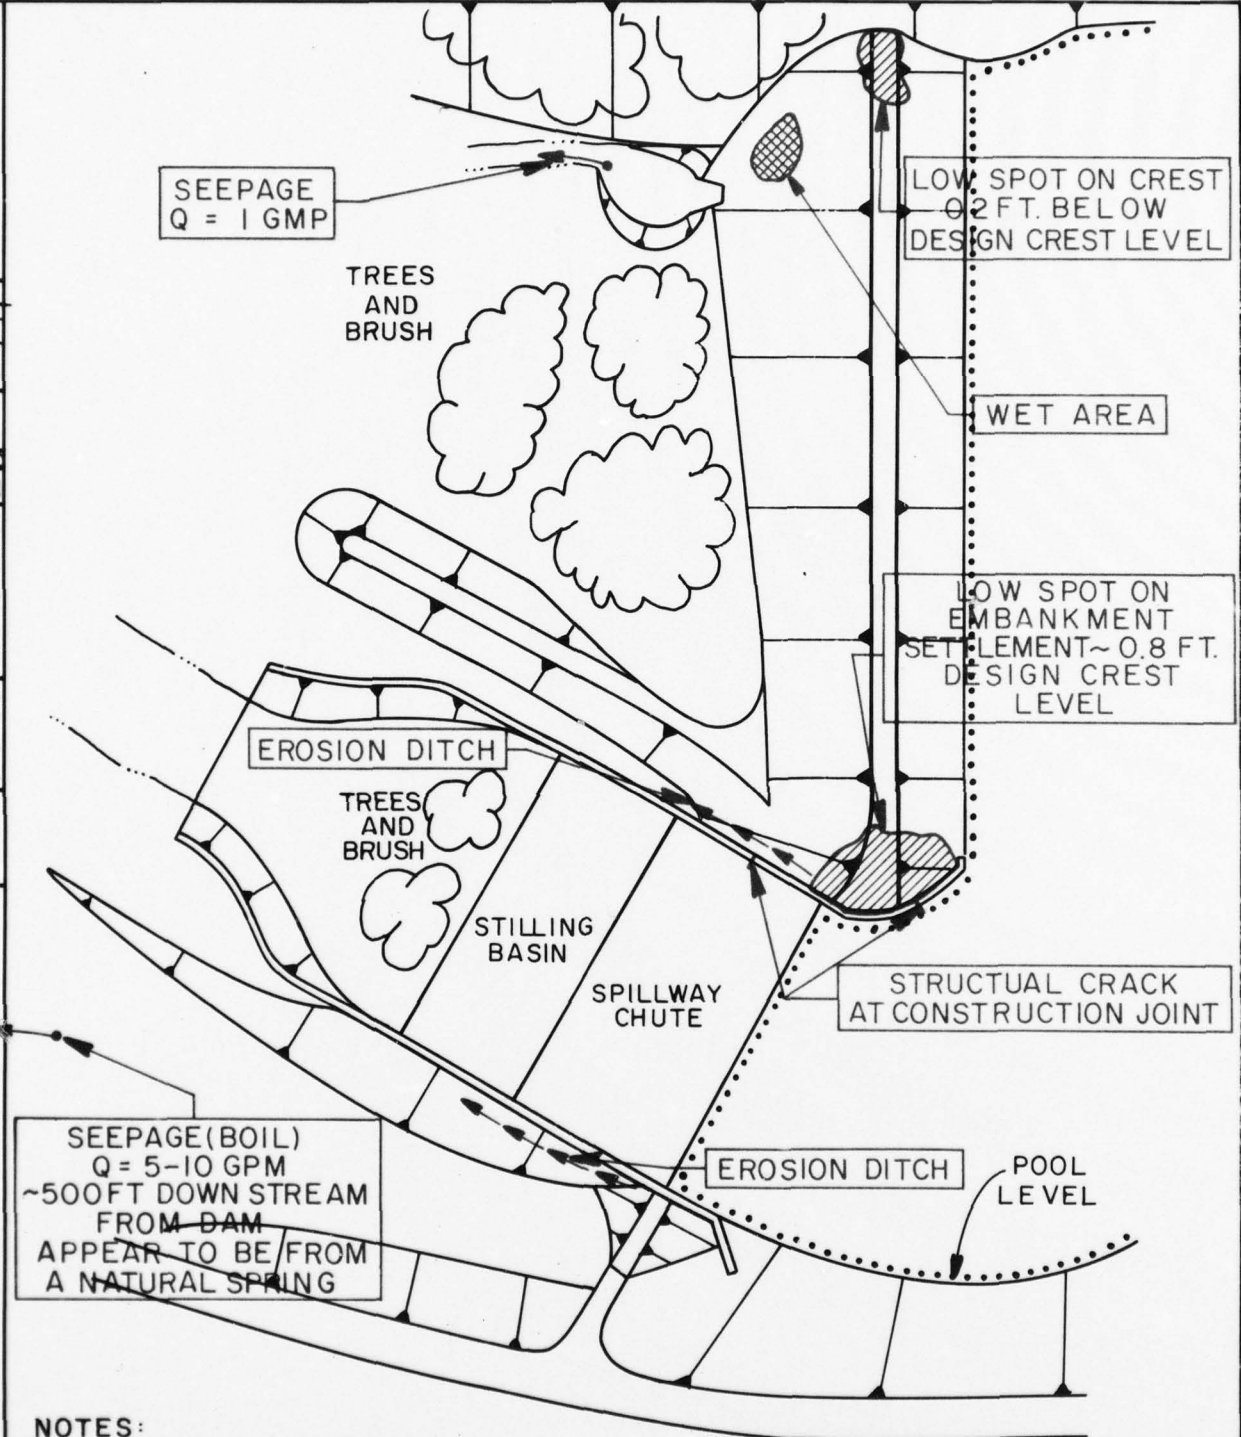 SEEPAGE
Q = 1 GMP
LOW SPOT ON CREST
0.2 FT. BELOW
DESIGN CREST LEVEL
TREES
AND
BRUSH
WET AREA
LOW SPOT ON
EMBANKMENT
SETTLEMENT~ 0.8 FT.
DESIGN CREST
LEVEL
EROSION DITCH
TREES
AND
BRUSH
STILLING
BASIN
SPILLWAY
CHUTE
STRUCTUAL CRACK
AT CONSTRUCTION JOINT
SEEPAGE (BOIL)
Q = 5-10 GPM
~500 FT DOWN STREAM
FROM DAM
APPEAR TO BE FROM
A NATURAL SPRING
EROSION DITCH
POOL
LEVEL
NOTES: